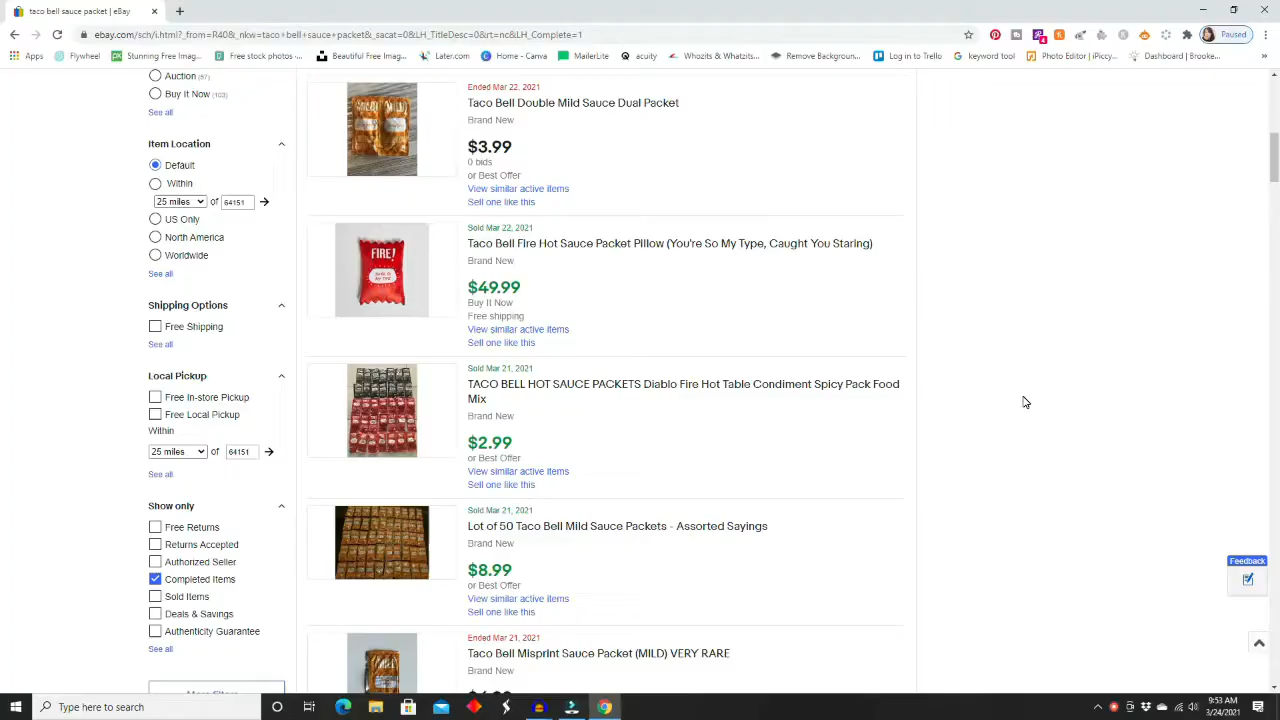 taco bell sauce packet | eBay
ebay.com/sch/i.html?_from=R40&_nkw=taco+bell+sauce+packet&_sacat=0&LH_TitleDesc=0&rt=nc&LH_Complete=1
Paused
Apps
Flywheel
Stunning Free Imag...
Free stock photos ...
Beautiful Free Imag...
Later.com
Home - Canva
MailerLite
acuity
Whozits & Whatzits...
Beaver Payroll Reso...
Log in to Trello
keyword tool
Photo Editor | iPiccy...
Dashboard | Brooke...
Auction (67)
Buy It Now (103)
See all
Item Location
Default
Within
25 miles of 64151
US Only
North America
Worldwide
See all
Shipping Options
Free Shipping
See all
Local Pickup
Free In-store Pickup
Free Local Pickup
Within
25 miles of 64151
See all
Show only
Free Returns
Returns Accepted
Authorized Seller
Completed Items
Sold Items
Deals & Savings
Authenticity Guarantee
See all
Ended Mar 22, 2021
Taco Bell Double Mild Sauce Dual Packet
Brand New
$3.99
0 bids
or Best Offer
View similar active items
Sell one like this
FIRE!
Sold Mar 22, 2021
Taco Bell Fire Hot Sauce Packet Pillow (You're So My Type, Caught You Staring)
Brand New
$49.99
Buy It Now
Free shipping
View similar active items
Sell one like this
Sold Mar 21, 2021
TACO BELL HOT SAUCE PACKETS Diablo Fire Hot Table Condiment Spicy Pack Food
Mix
Brand New
$2.99
or Best Offer
View similar active items
Sell one like this
Sold Mar 21, 2021
Lot of 50 Taco Bell Mild Sauce Packets - Assorted Sayings
Brand New
$8.99
or Best Offer
View similar active items
Sell one like this
Ended Mar 21, 2021
Taco Bell Misprint Sauce Packet (MILD) VERY RARE
Brand New
Feedback
Type here to search
9:53 AM
3/24/2021